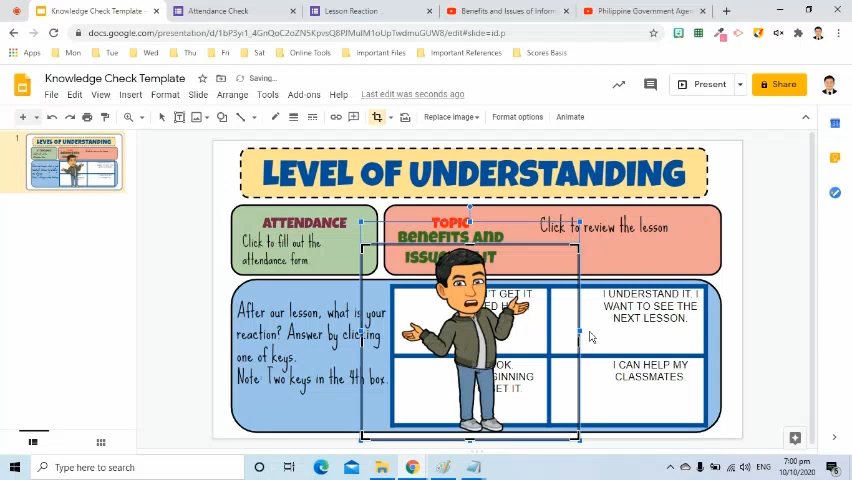 Knowledge Check Template
Attendance Check
Lesson Reaction
Benefits and Issues of Inform
Philippine Government Agen
docs.google.com/presentation/d/1bP3yr1_4GnQoC2oZN5KpvsQ8PJMuIM1oUpTwdmuGUW8/edit#slide=id.p
Apps
Mon
Tue
Wed
Thu
Fri
Sat
Online Tools
Important Files
Important References
Scores Basis
Knowledge Check Template
Saving...
File Edit View Insert Format Slide Arrange Tools Add-ons Help Last edit was seconds ago
Present
Share
Replace image
Format options
Animate
1
LEVEL OF UNDERSTANDING
ATTENDANCE
Click to fill out the
attendance form.
TOPIC
BENEFITS AND
Click to review the lesson
After our lesson, what is your
reaction? Answer by clicking
one of keys.
Note: Two keys in the 4th box.
GET IT
I UNDERSTAND IT. I
WANT TO SEE THE
NEXT LESSON.
I CAN HELP MY
CLASSMATES.
Type here to search
ENG
7:00 pm
10/10/2020